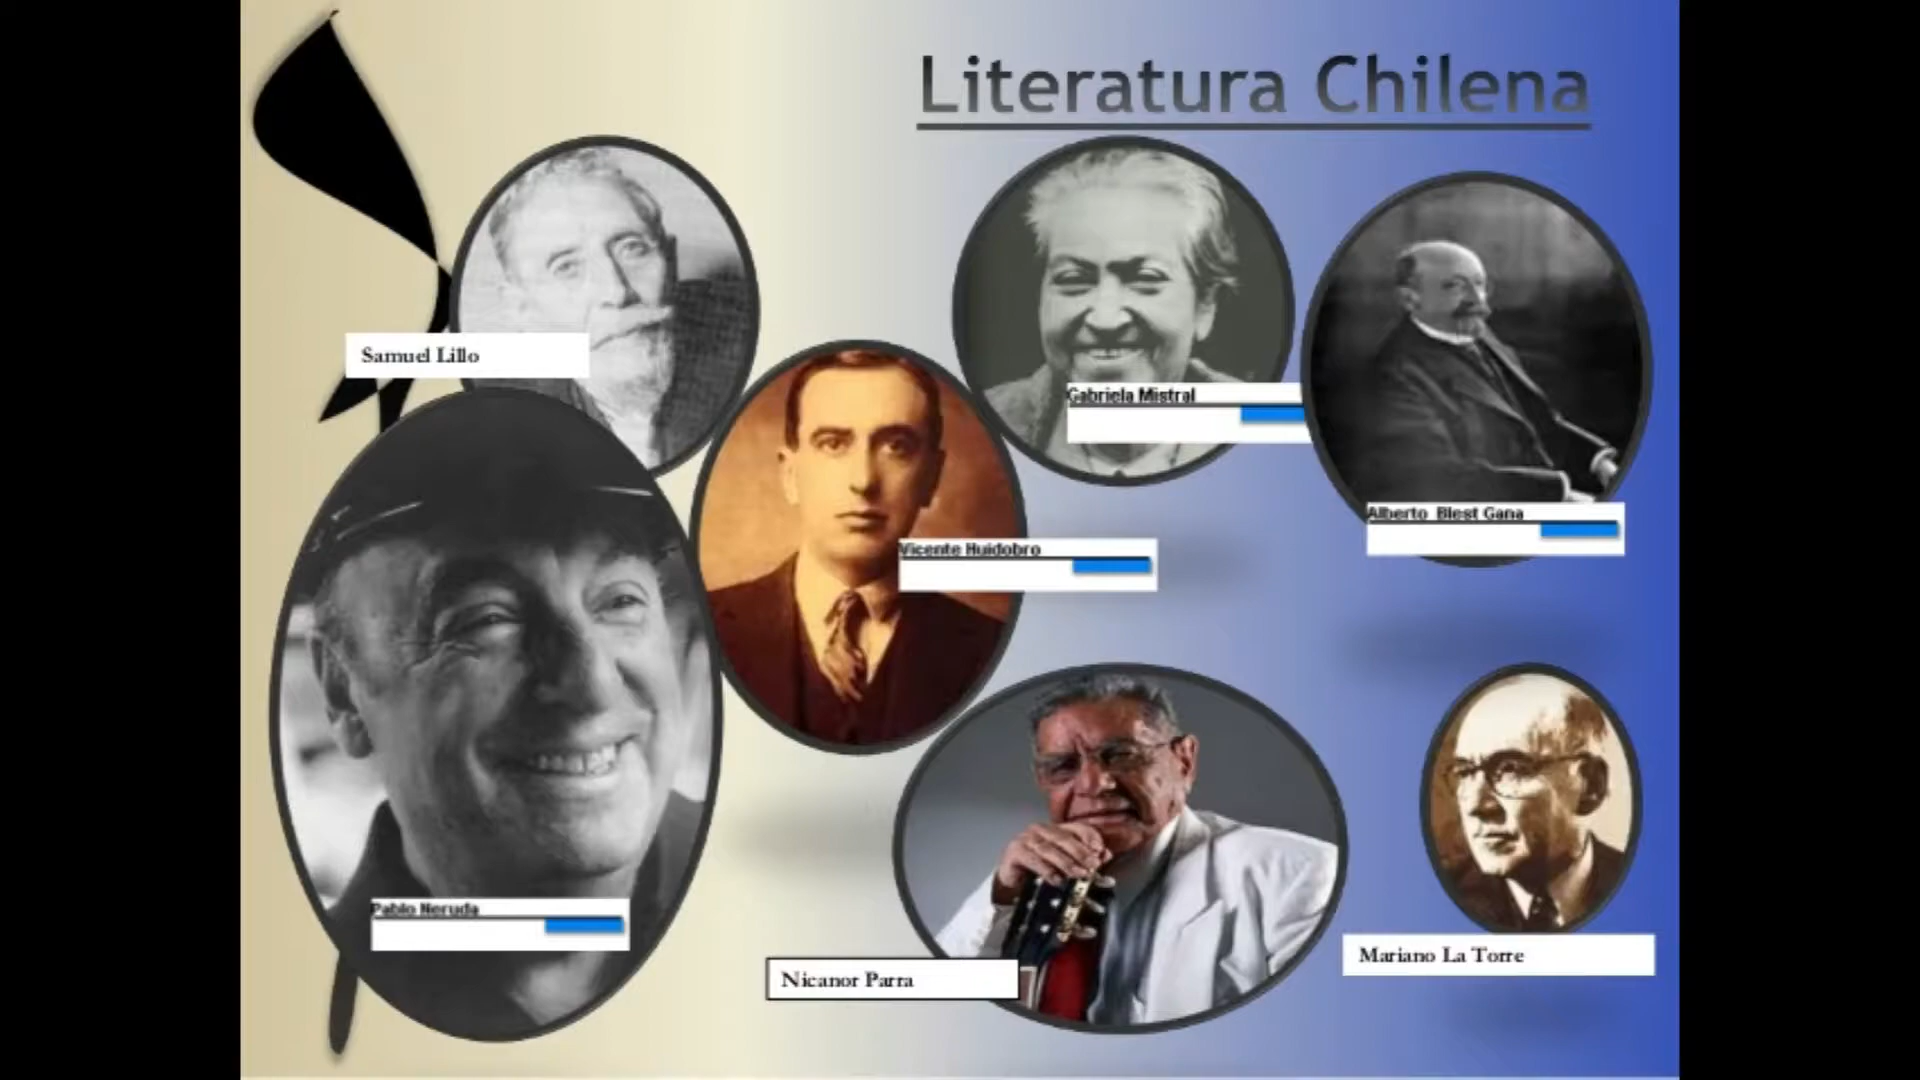 Literatura Chilena
Samuel Lillo
Gabriela Mistral
Alberto Blest Gana
Vicente Huidobro
Pablo Neruda
Nicanor Parra
Mariano La Torre